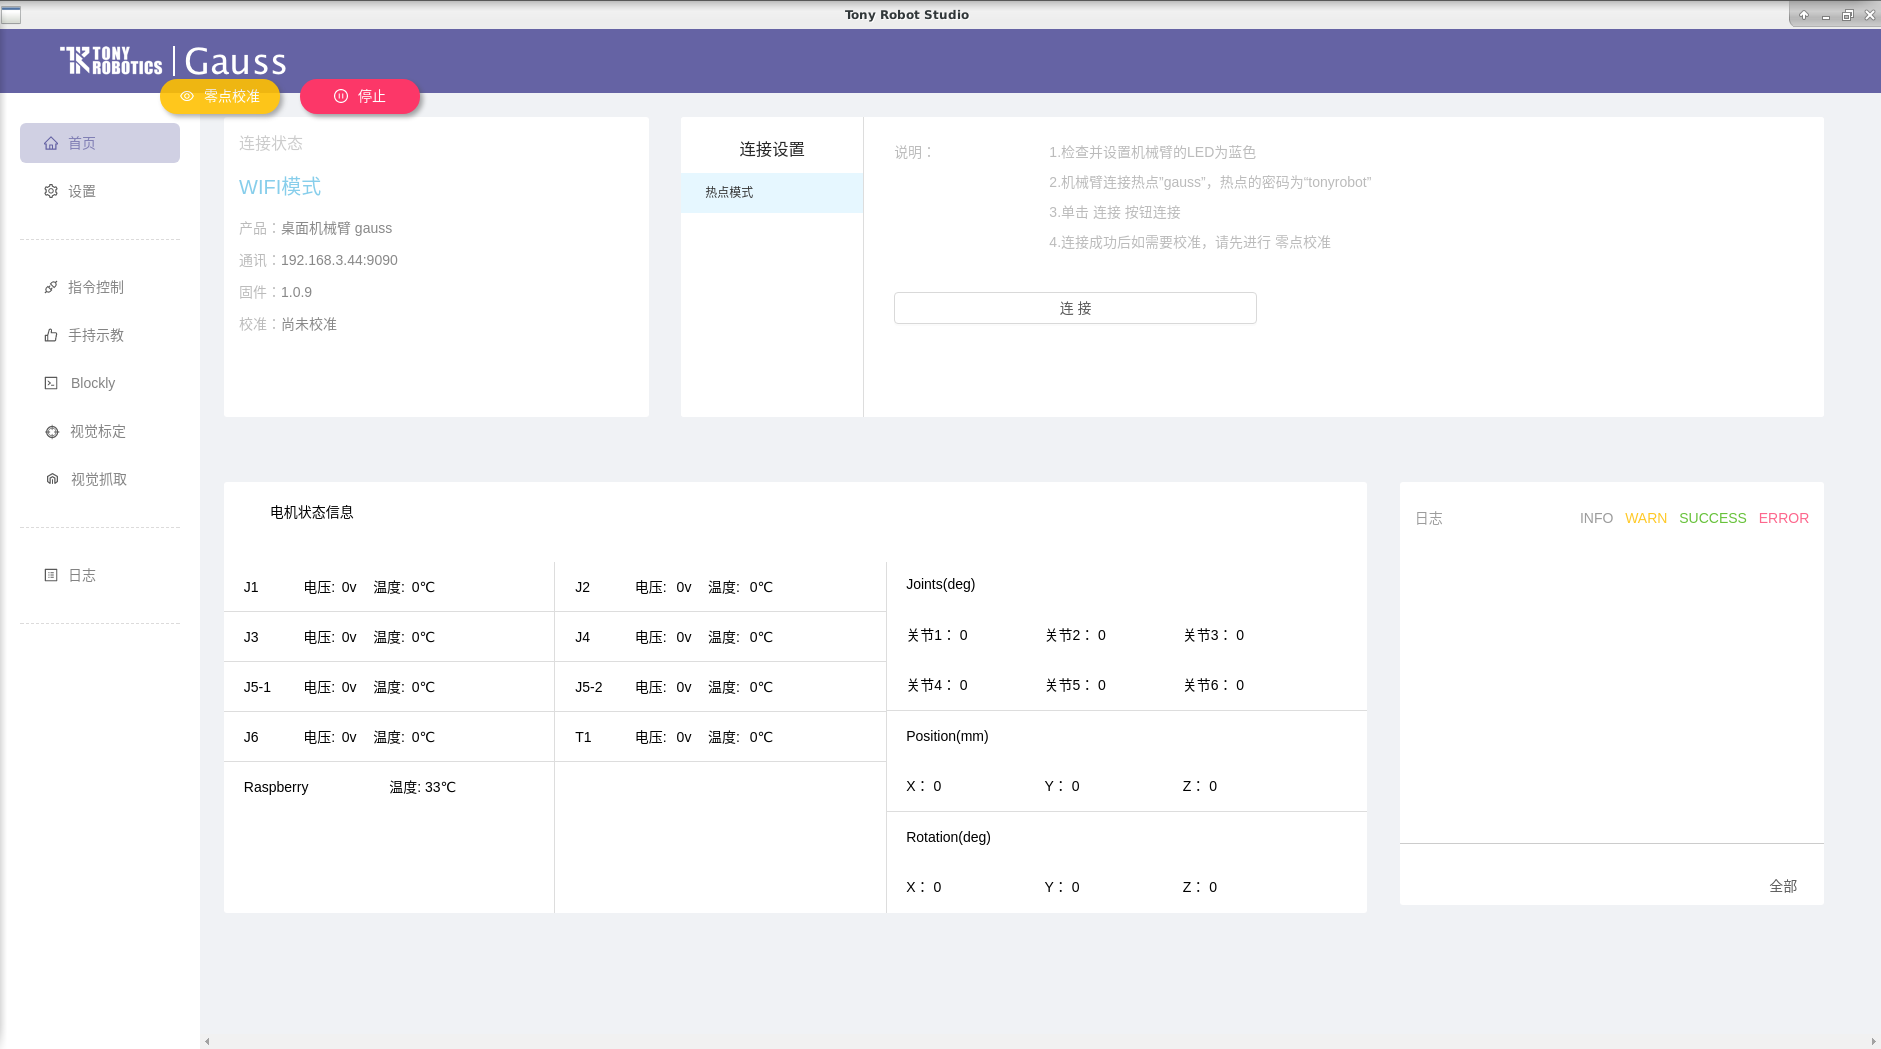 Tony Robot Studio
TONY ROBOTICS
Gauss
零点校准
停止
首页
设置
指令控制
手持示教
Blockly
视觉标定
视觉抓取
日志
连接状态
WIFI模式
产品：桌面机械臂 gauss
通讯：192.168.3.44:9090
固件：1.0.9
校准：尚未校准
连接设置
热点模式
说明：
1.检查并设置机械臂的LED为蓝色
2.机械臂连接热点”gauss”，热点的密码为“tonyrobot”
3.单击 连接 按钮连接
4.连接成功后如需要校准，请先进行 零点校准
连 接
电机状态信息
J1 电压: 0v 温度: 0℃
J2 电压: 0v 温度: 0℃
J3 电压: 0v 温度: 0℃
J4 电压: 0v 温度: 0℃
J5-1 电压: 0v 温度: 0℃
J5-2 电压: 0v 温度: 0℃
J6 电压: 0v 温度: 0℃
T1 电压: 0v 温度: 0℃
Raspberry 温度: 33℃
Joints(deg)
关节1： 0 关节2： 0 关节3： 0
关节4： 0 关节5： 0 关节6： 0
Position(mm)
X： 0 Y： 0 Z： 0
Rotation(deg)
X： 0 Y： 0 Z： 0
日志 INFO WARN SUCCESS ERROR
全部